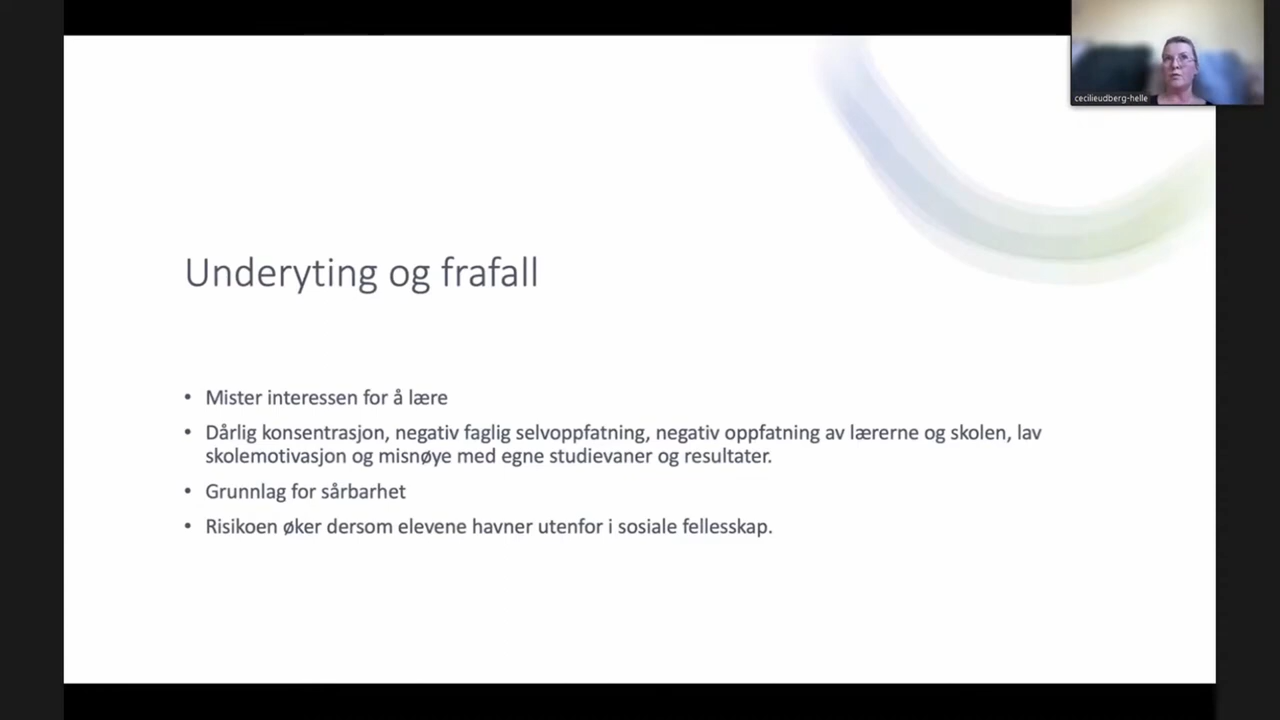 cecilieudberg-helle
Underyting og frafall
• Mister interessen for å lære
• Dårlig konsentrasjon, negativ faglig selvoppfatning, negativ oppfatning av lærerne og skolen, lav
skolemotivasjon og misnøye med egne studievaner og resultater.
• Grunnlag for sårbarhet
• Risikoen øker dersom elevene havner utenfor i sosiale fellesskap.